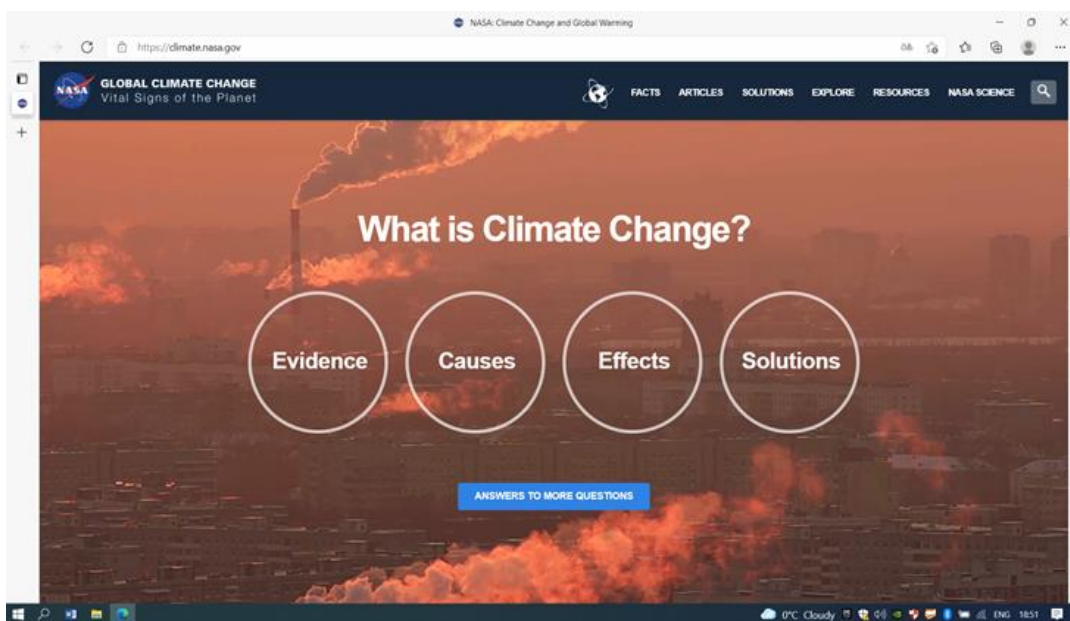 NASA: Climate Change and Global Warming
https://climate.nasa.gov
NASA
GLOBAL CLIMATE CHANGE
Vital Signs of the Planet
FACTS ARTICLES SOLUTIONS EXPLORE RESOURCES NASA SCIENCE
What is Climate Change?
Evidence Causes Effects Solutions
ANSWERS TO MORE QUESTIONS
0°C Cloudy ENG 18:51